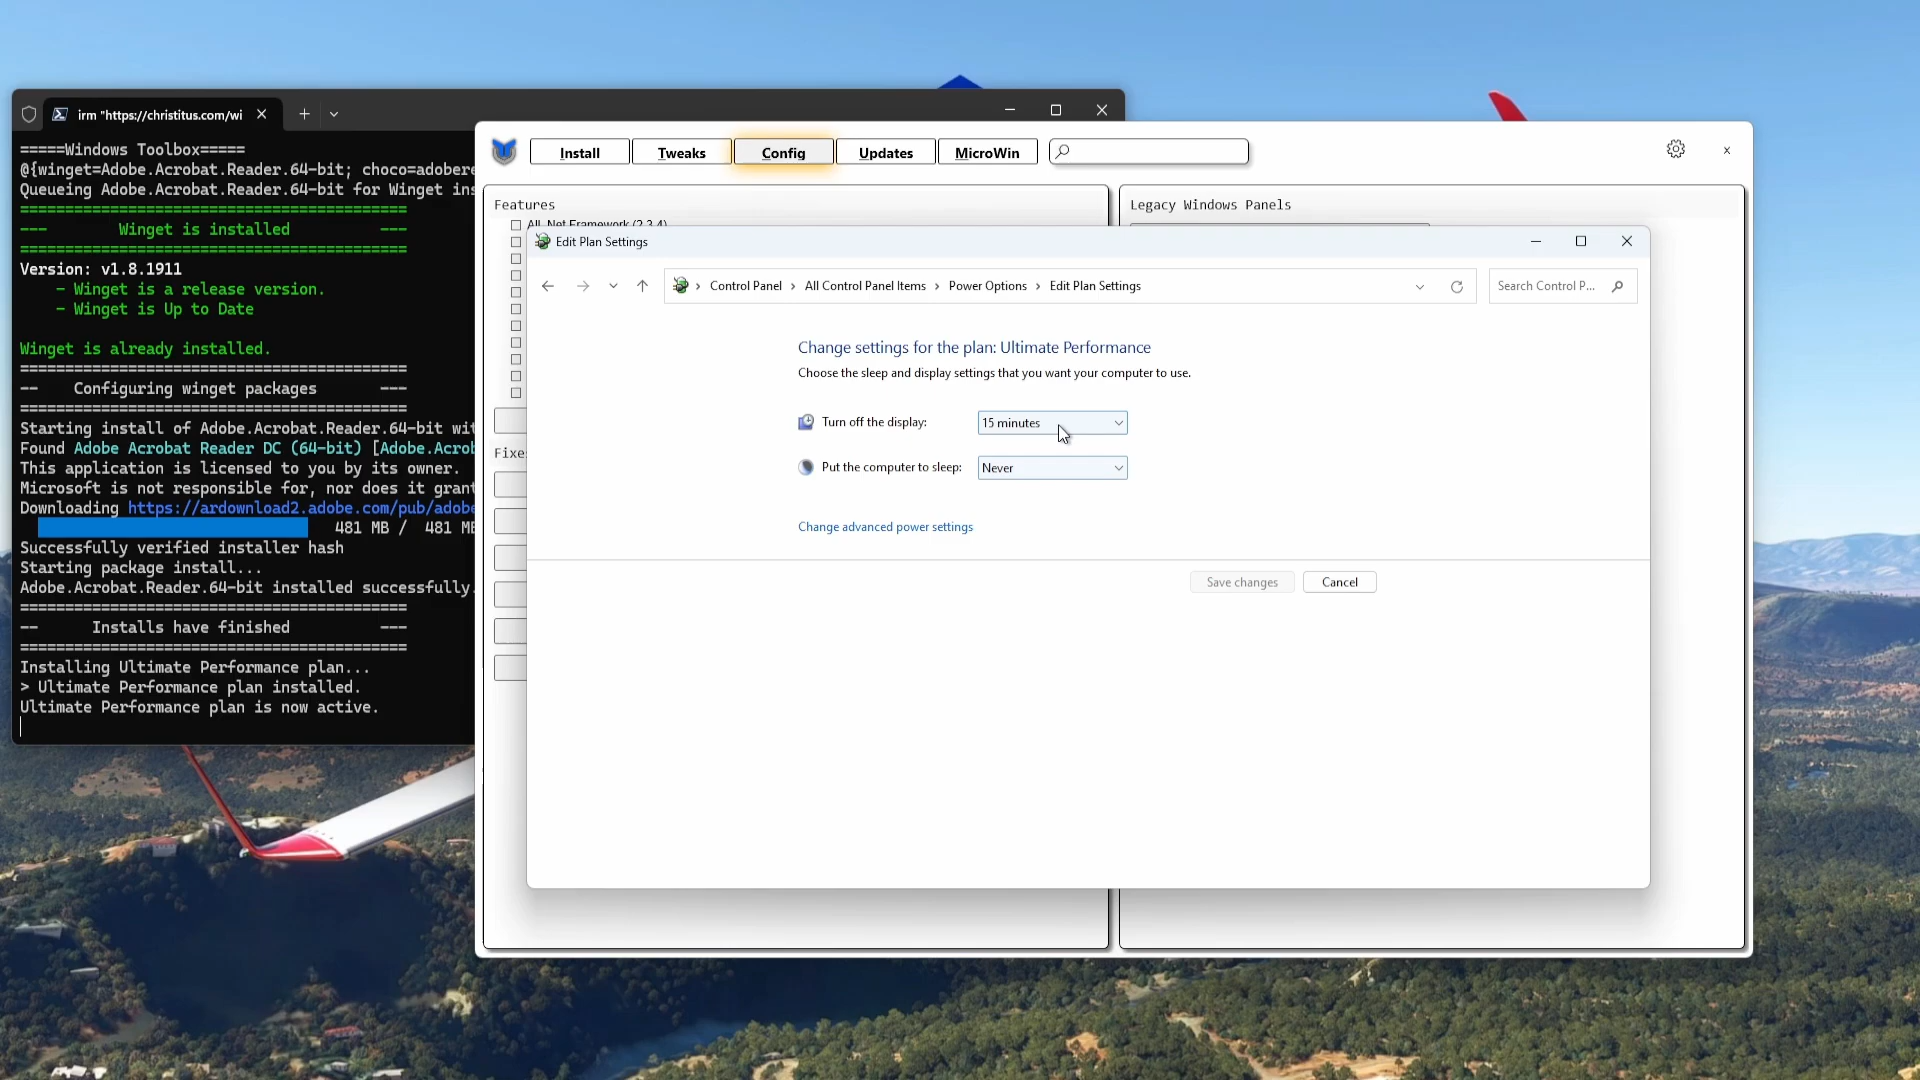 irm "https://christitus.com/wi
=====Windows Toolbox=====
@{winget=Adobe.Acrobat.Reader.64-bit; choco=adobere
Queueing Adobe.Acrobat.Reader.64-bit for Winget ins
===========================================
--- Winget is installed ---
===========================================
Version: v1.8.1911
- Winget is a release version.
- Winget is Up to Date
Winget is already installed.
===========================================
-- Configuring winget packages ---
===========================================
Starting install of Adobe.Acrobat.Reader.64-bit wit
Found Adobe Acrobat Reader DC (64-bit) [Adobe.Acrob
This application is licensed to you by its owner.
Microsoft is not responsible for, nor does it grant
Downloading https://ardownload2.adobe.com/pub/adobe
481 MB / 481 MB
Successfully verified installer hash
Starting package install...
Adobe.Acrobat.Reader.64-bit installed successfully.
===========================================
-- Installs have finished ---
===========================================
Installing Ultimate Performance plan...
> Ultimate Performance plan installed.
Ultimate Performance plan is now active.
Install Tweaks Config Updates MicroWin
Features
All .Net Framework (2,3,4)
Fixes
Legacy Windows Panels
Edit Plan Settings
Control Panel > All Control Panel Items > Power Options > Edit Plan Settings
Search Control P...
Change settings for the plan: Ultimate Performance
Choose the sleep and display settings that you want your computer to use.
Turn off the display: 15 minutes
Put the computer to sleep: Never
Change advanced power settings
Save changes Cancel